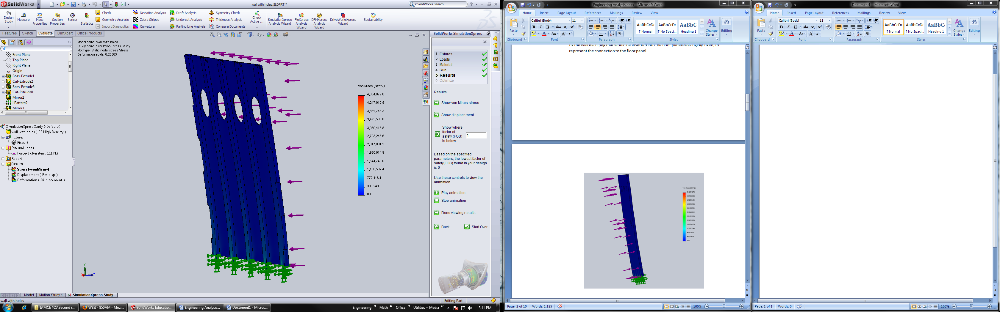 SolidWorks
wall with holes.SLDPRT *
SolidWorks Search
Design Study
Measure
Mass Properties
Section Properties
Sensor
Statistics
Check
Geometry Analysis
Import Diagnostics
Deviation Analysis
Zebra Stripes
Curvature
Draft Analysis
Undercut Analysis
Parting Line Analysis
Symmetry Check
Thickness Analysis
Compare Documents
Check Active ...
SimulationXpress Analysis Wizard
FloXpress Analysis Wizard
DFMXpress Analysis Wizard
DriveWorksXpress Wizard
Sustainability
Features
Sketch
Evaluate
DimXpert
Office Products
Front Plane
Top Plane
Right Plane
Origin
Boss-Extrude1
Cut-Extrude2
Boss-Extrude6
Cut-Extrude8
Mirror2
LPattern9
Mirror3
SimulationXpress Study (-Default-)
wall with holes (-PE High Density-)
Fixtures
Fixed-3
External Loads
Force-3 (:Per item: 111 N:)
Report
Results
Stress (-vonMises-)
Displacement (-Res disp-)
Deformation (-Displacement-)
Model name: wall with holes
Study name: SimulationXpress Study
Plot type: Static nodal stress Stress
Deformation scale: 8.20563
von Mises (N/m^2)
4,634,079.0
4,247,912.5
3,861,746.3
3,475,580.0
3,089,413.8
2,703,247.5
2,317,081.3
1,930,914.9
1,544,748.6
1,158,582.4
772,416.1
386,249.8
83.5
Y
Z
SolidWorks SimulationXpress
1 Fixtures
2 Loads
3 Material
4 Run
5 Results
6 Optimize
Results
Show von Mises stress
Show displacement
Show where
factor of
safety (FOS)
is below:
1
Based on the specified
parameters, the lowest factor of
safety(FOS) found in your design
is 0
Use these controls to view the
animation.
Play animation
Stop animation
Done viewing results
Back
Start Over
Model
Motion Study 1
SimulationXpress Study
wall with holes
Editing Part
Engineering Analysis.docx - Microsoft Word
Home Insert Page Layout References Mailings Review View
Paste
Calibri (Body) 11
AaBbCcDc AaBbCcDc AaBbC
¶ Normal ¶ No Spaci... Heading 1
Change Styles
Editing
Clipboard Font Paragraph Styles
fix the wall each peg that would be inserted into the floor panels was rigidly fixed, to
represent the connection to the floor panel.
Page: 2 of 10 Words: 1,125 100%
Document1 - Microsoft Word
Home Insert Page Layout References Mailings Review View
Paste
Calibri (Body) 11
AaBbCcDc AaBbCcDc AaBbC
¶ Normal ¶ No Spaci... Heading 1
Change Styles
Editing
Clipboard Font Paragraph Styles
Page: 1 of 1 Words: 0 100%
I:\MCE 401\Second s...
WEEI - 850AM - Mozi...
SolidWorks Educatio...
Engineering Analysis...
Document1 - Micros...
Engineering » Math » Office » Utilities + Media »
3:11 PM